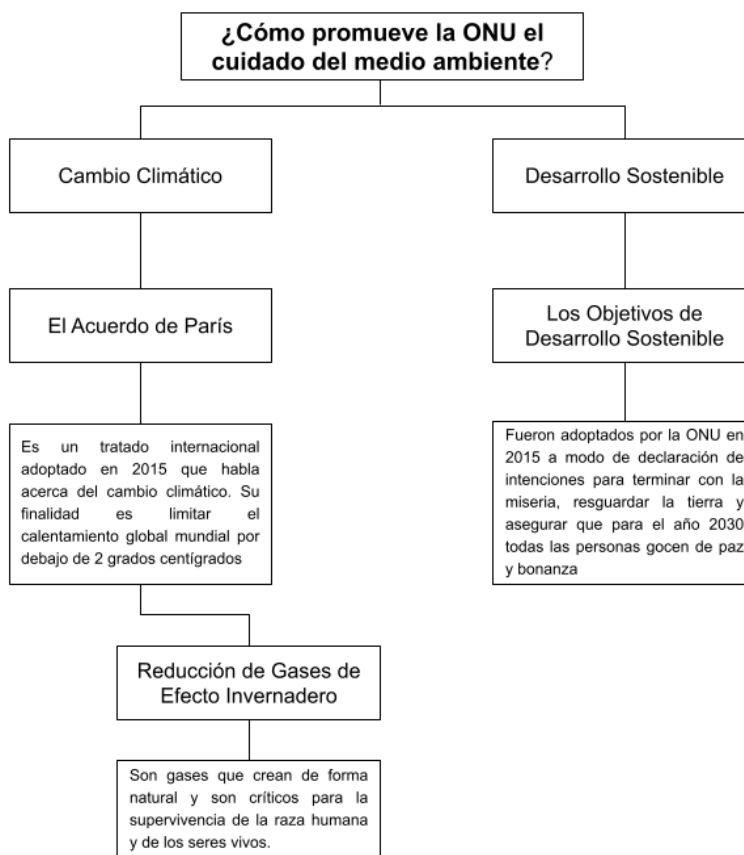 ¿Cómo promueve la ONU el
cuidado del medio ambiente?
Cambio Climático
Desarrollo Sostenible
El Acuerdo de París
Los Objetivos de
Desarrollo Sostenible
Es un tratado internacional
adoptado en 2015 que habla
acerca del cambio climático. Su
finalidad es limitar el
calentamiento global mundial por
debajo de 2 grados centígrados
Fueron adoptados por la ONU en
2015 a modo de declaración de
intenciones para terminar con la
miseria, resguardar la tierra y
asegurar que para el año 2030
todas las personas gocen de paz
y bonanza
Reducción de Gases de
Efecto Invernadero
Son gases que crean de forma
natural y son críticos para la
supervivencia de la raza humana
y de los seres vivos.